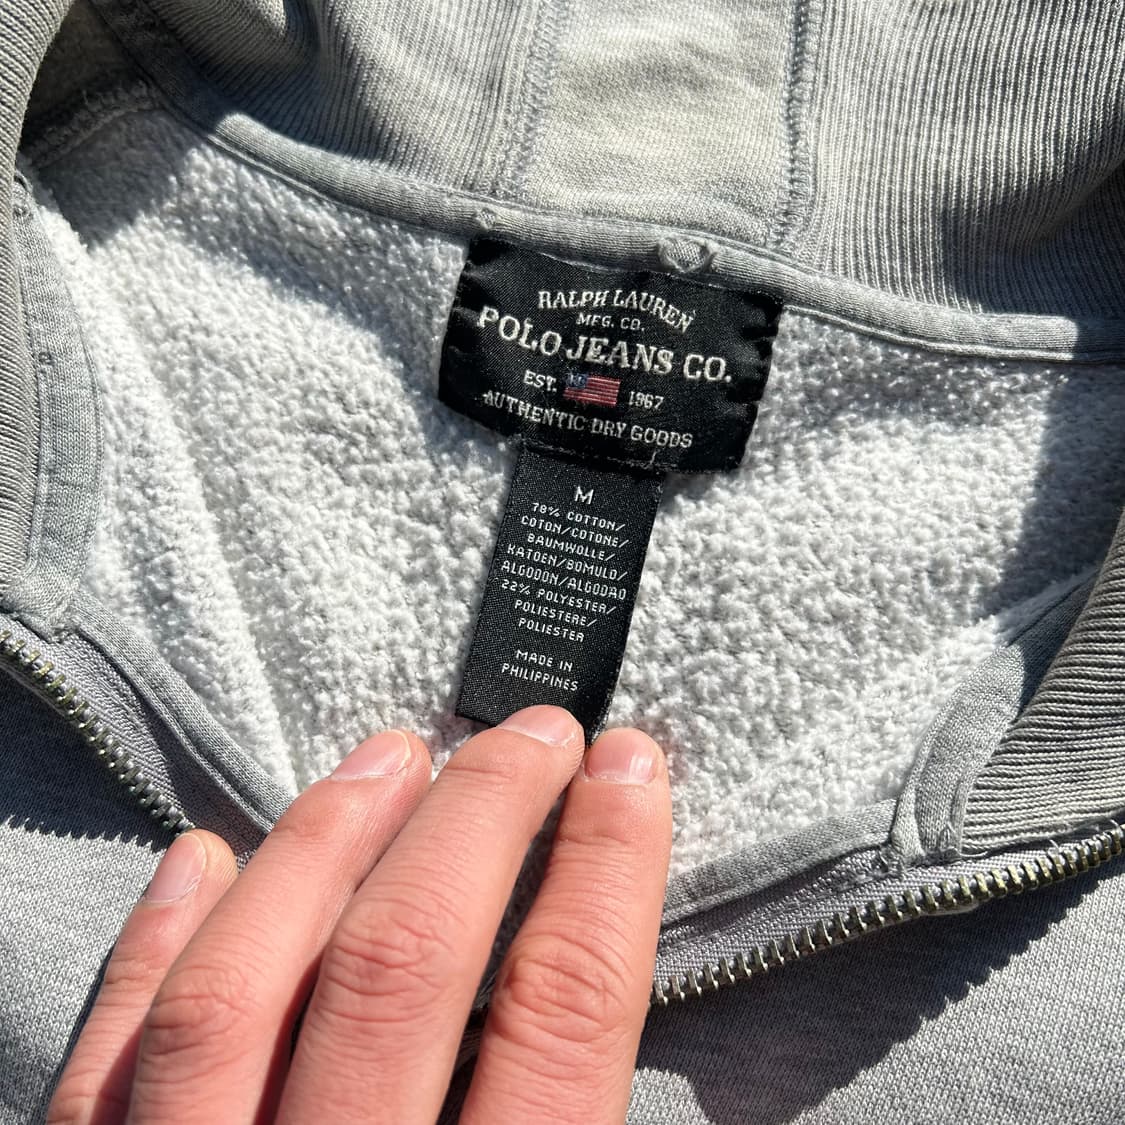 RALPH LAUREN
MFG. CO.
POLO JEANS CO.
EST. 1967
AUTHENTIC DRY GOODS
M
78% COTTON/
COTON/COTONE/
BAUMWOLLE/
KATOEN/BOMULD/
ALGODON/ALGODAO
22% POLYESTER/
POLIESTERE/
POLIESTER
MADE IN
PHILIPPINES